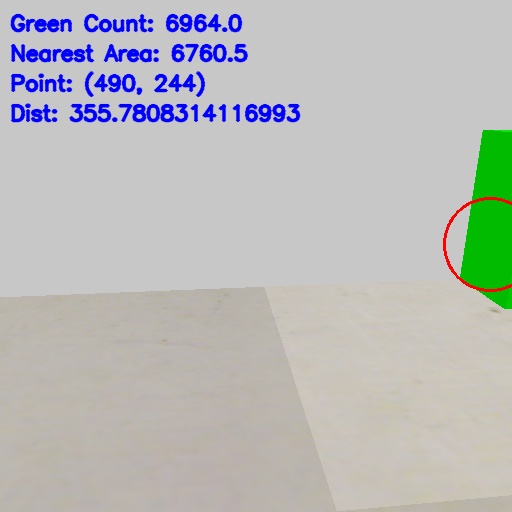 Green Count: 6964.0
Nearest Area: 6760.5
Point: (490, 244)
Dist: 355.7808314116993